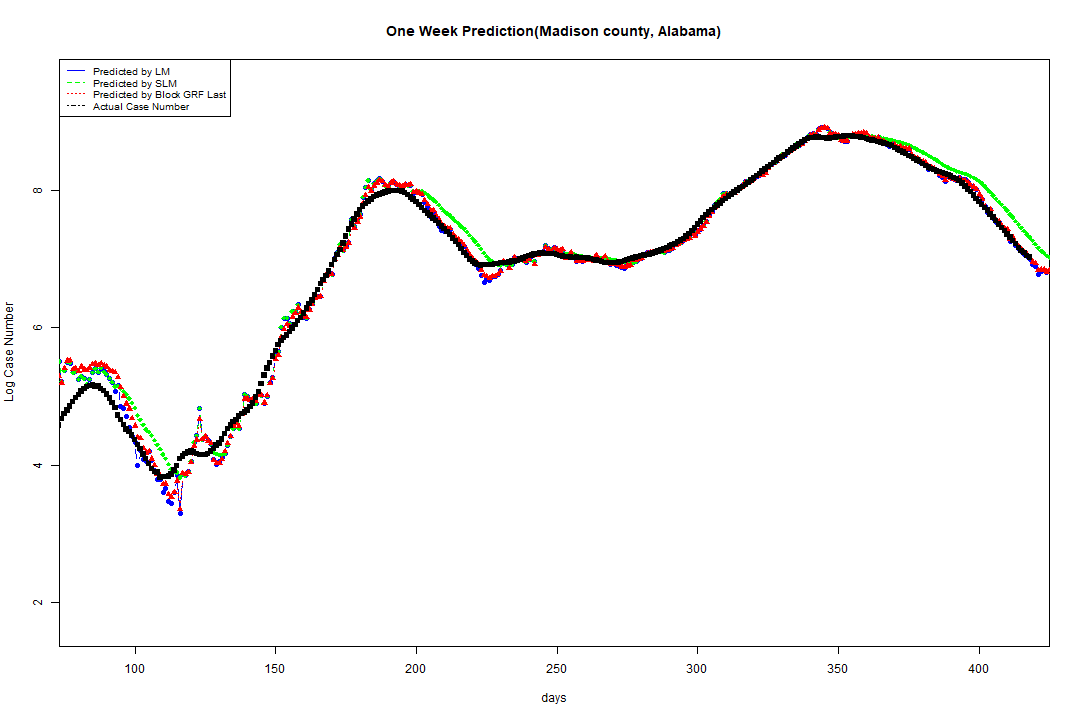 One Week Prediction(Madison county, Alabama)
Predicted by LM
Predicted by SLM
Predicted by Block GRF Last
Actual Case Number
Log Case Number
8
6
4
2
100 150 200 250 300 350 400
days